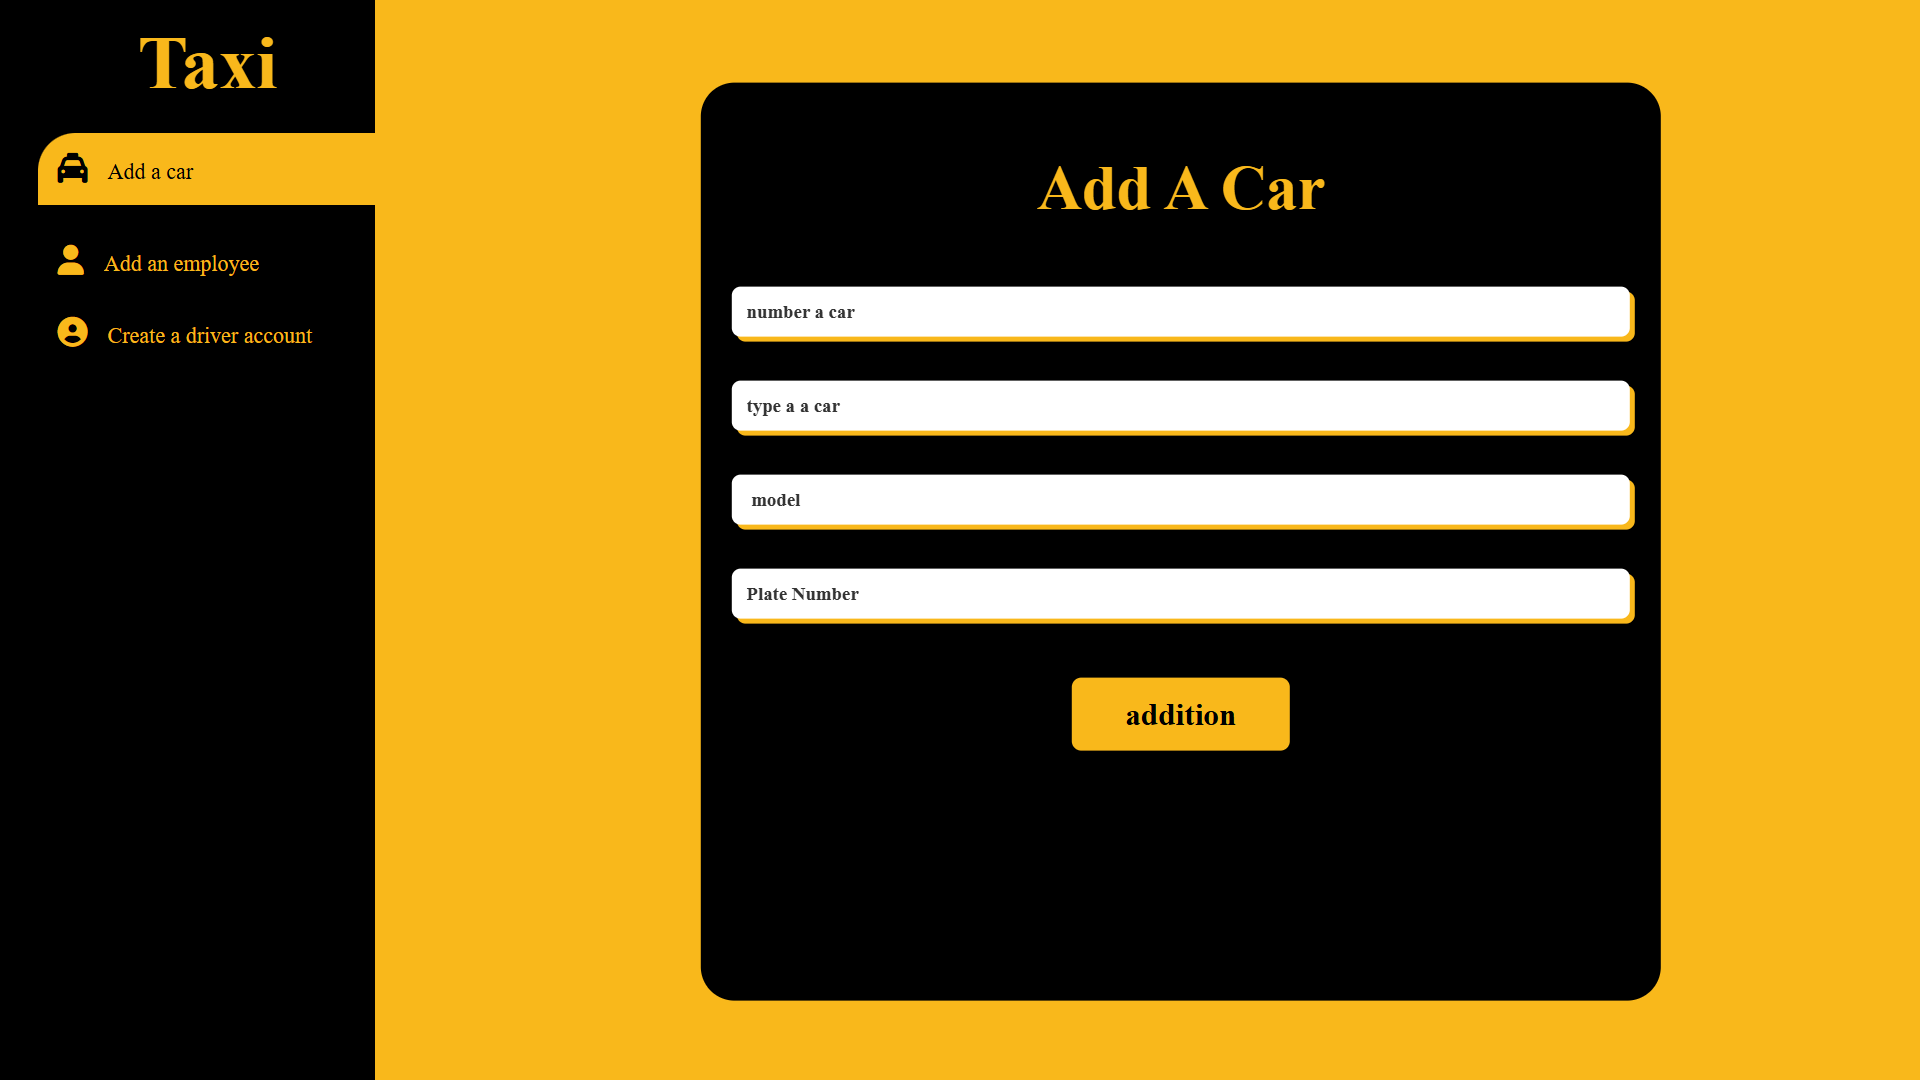 Taxi
Add a car
Add an employee
Create a driver account
Add A Car
number a car
type a a car
model
Plate Number
addition